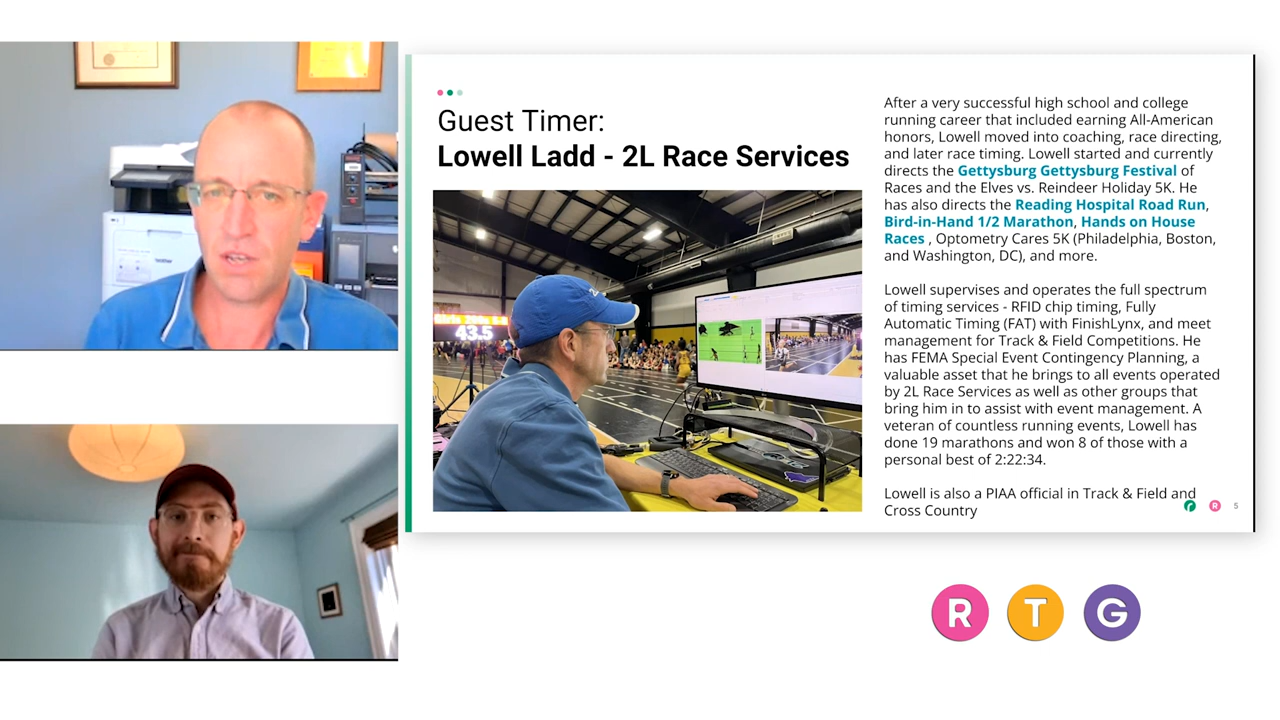 Guest Timer:
Lowell Ladd - 2L Race Services
43.5
After a very successful high school and college
running career that included earning All-American
honors, Lowell moved into coaching, race directing,
and later race timing. Lowell started and currently
directs the Gettysburg Gettysburg Festival of
Races and the Elves vs. Reindeer Holiday 5K. He
has also directs the Reading Hospital Road Run,
Bird-in-Hand 1/2 Marathon, Hands on House
Races , Optometry Cares 5K (Philadelphia, Boston,
and Washington, DC), and more.
Lowell supervises and operates the full spectrum
of timing services - RFID chip timing, Fully
Automatic Timing (FAT) with FinishLynx, and meet
management for Track & Field Competitions. He
has FEMA Special Event Contingency Planning, a
valuable asset that he brings to all events operated
by 2L Race Services as well as other groups that
bring him in to assist with event management. A
veteran of countless running events, Lowell has
done 19 marathons and won 8 of those with a
personal best of 2:22:34.
Lowell is also a PIAA official in Track & Field and
Cross Country
R
5
R T G